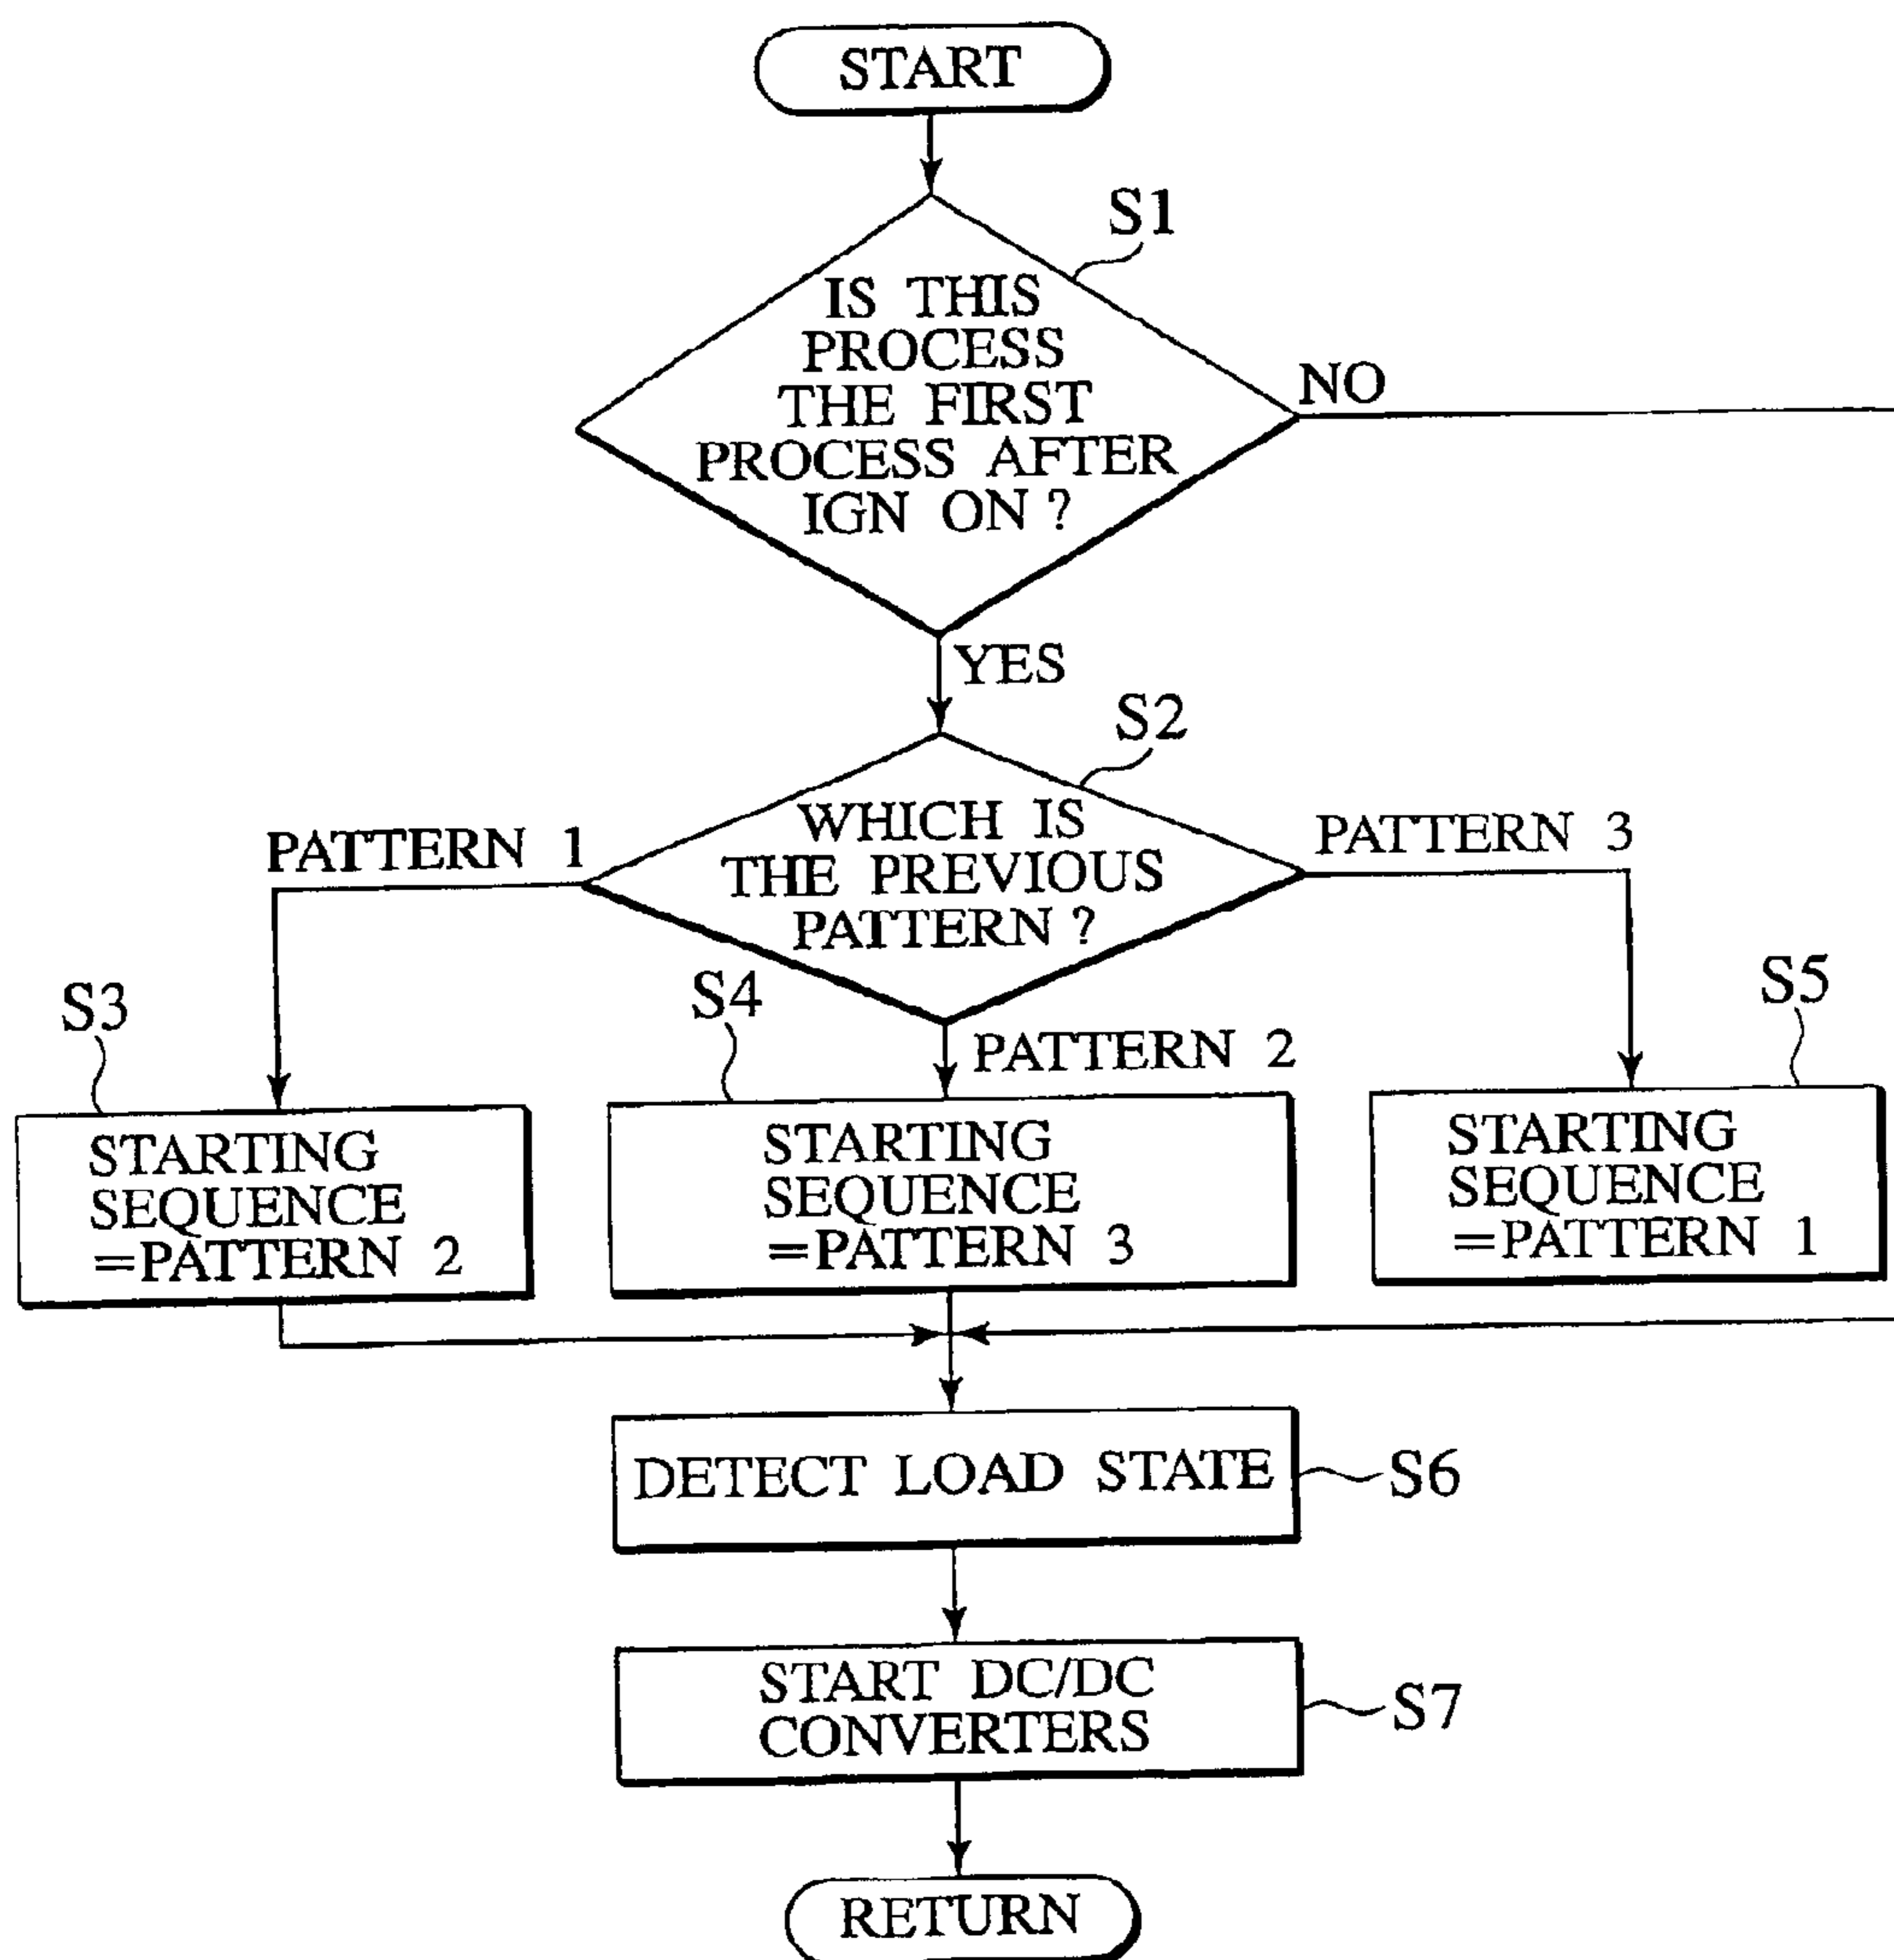 START
S1
IS THIS
PROCESS
THE FIRST
PROCESS AFTER
IGN ON ?
NO
YES
S2
WHICH IS
THE PREVIOUS
PATTERN ?
PATTERN 1
PATTERN 3
PATTERN 2
S3
STARTING
SEQUENCE
=PATTERN 2
S4
STARTING
SEQUENCE
=PATTERN 3
S5
STARTING
SEQUENCE
=PATTERN 1
DETECT LOAD STATE
S6
START DC/DC
CONVERTERS
S7
RETURN